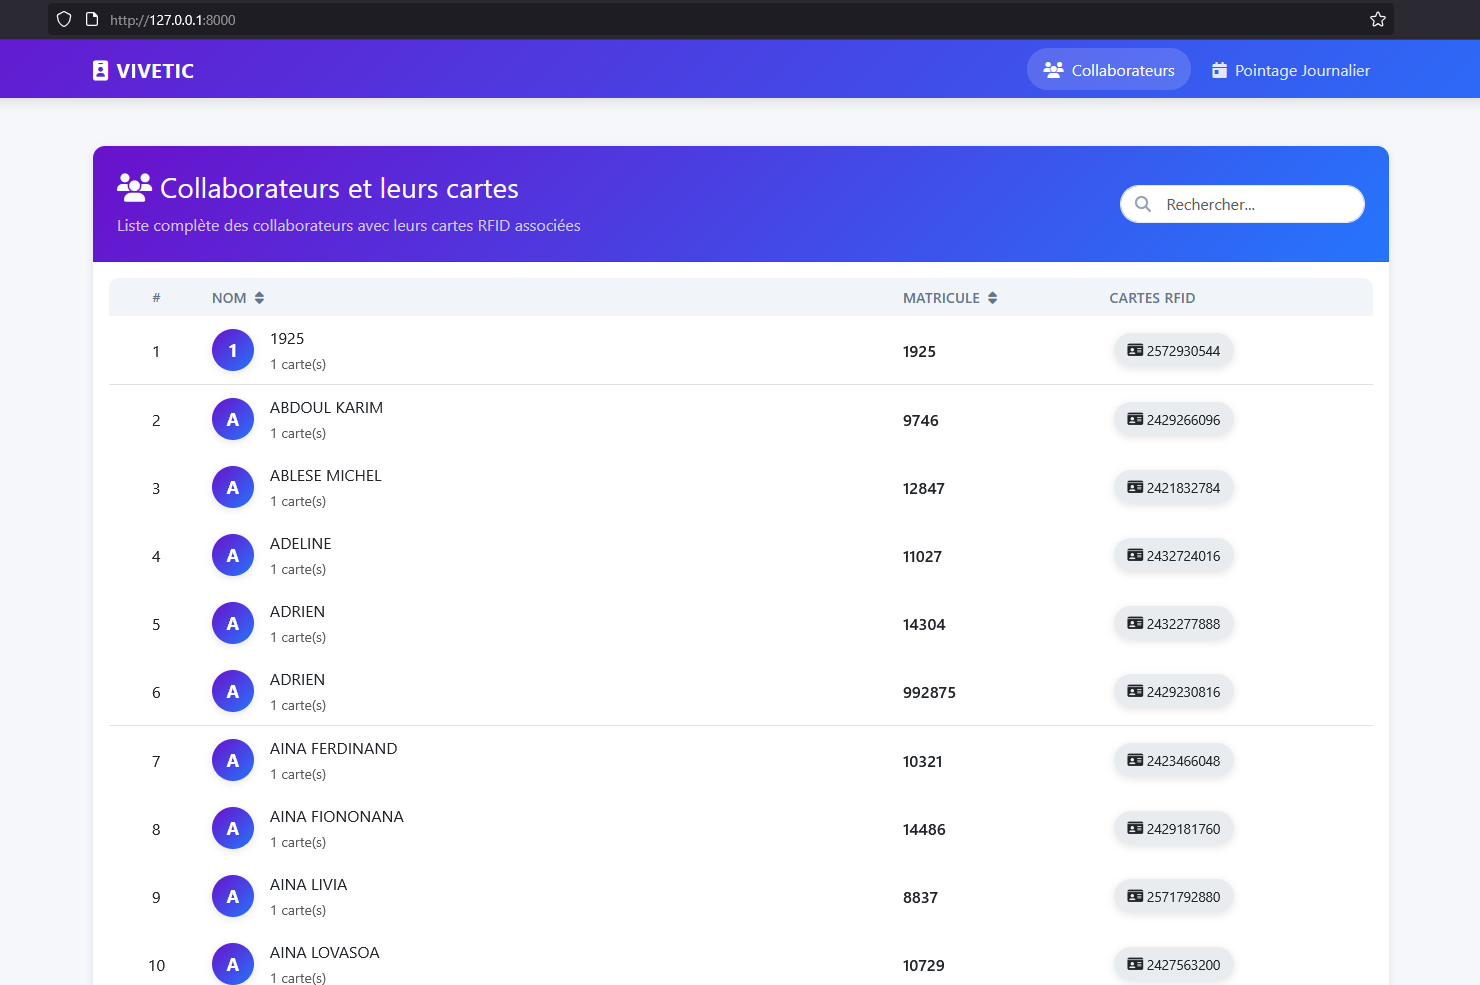 http://127.0.0.1:8000
VIVETIC
Collaborateurs
Pointage Journalier
Collaborateurs et leurs cartes
Liste complète des collaborateurs avec leurs cartes RFID associées
Rechercher...
# NOM MATRICULE CARTES RFID
1 1 1925 1925 2572930544
1 carte(s)
2 A ABDOUL KARIM 9746 2429266096
1 carte(s)
3 A ABLESE MICHEL 12847 2421832784
1 carte(s)
4 A ADELINE 11027 2432724016
1 carte(s)
5 A ADRIEN 14304 2432277888
1 carte(s)
6 A ADRIEN 992875 2429230816
1 carte(s)
7 A AINA FERDINAND 10321 2423466048
1 carte(s)
8 A AINA FIONONANA 14486 2429181760
1 carte(s)
9 A AINA LIVIA 8837 2571792880
1 carte(s)
10 A AINA LOVASOA 10729 2427563200
1 carte(s)